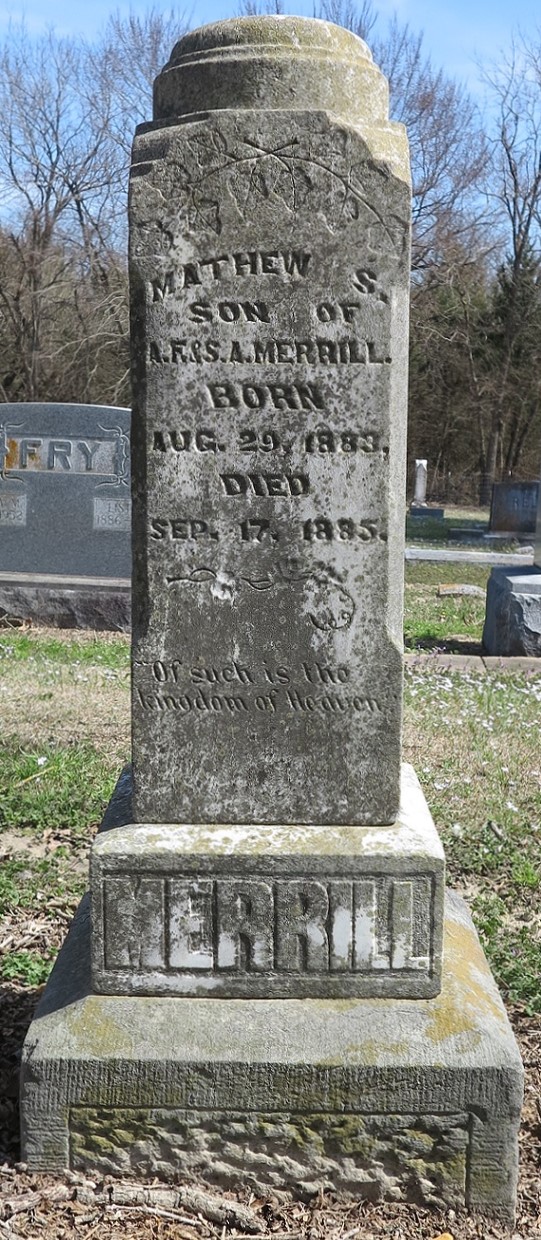 MATHEW S.
SON OF
A.F.&S.A.MERRILL.
BORN
AUG. 29, 1883,
DIED
SEP. 17, 1885.
"Of such is the
kingdom of Heaven."
MERRILL
FRY
1886